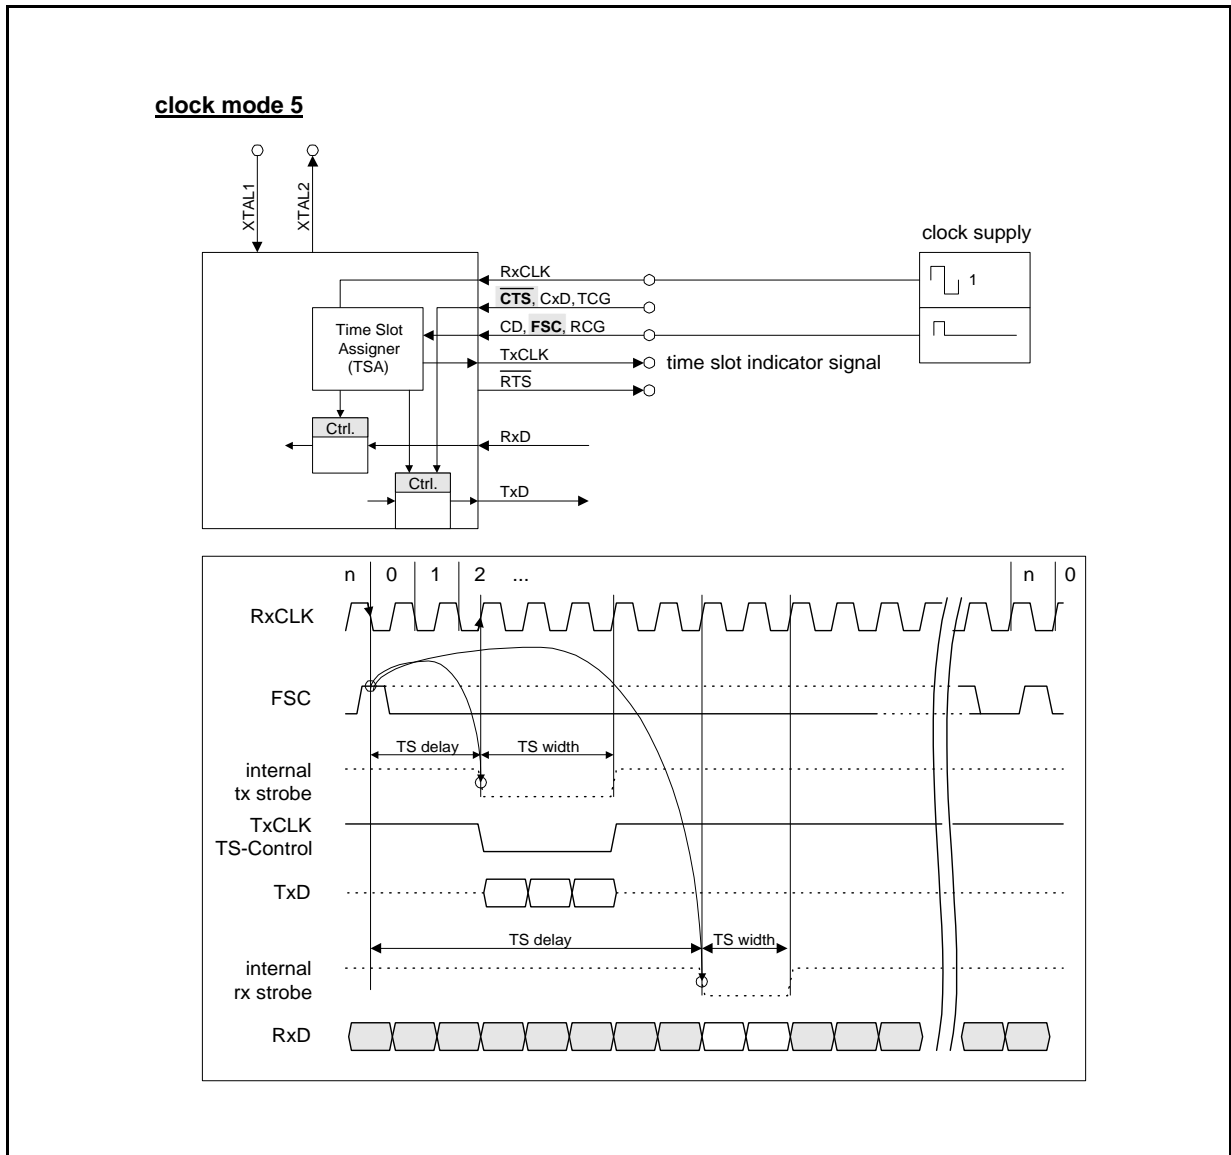 clock mode 5
XTAL1
XTAL2
clock supply
RxCLK
1
CTS, CxD, TCG
CD, FSC, RCG
Time Slot
Assigner
(TSA)
TxCLK
time slot indicator signal
RTS
Ctrl.
RxD
Ctrl.
TxD
n 0 1 2 ... n 0
RxCLK
FSC
TS delay TS width
internal
tx strobe
TxCLK
TS-Control
TxD
TS delay TS width
internal
rx strobe
RxD